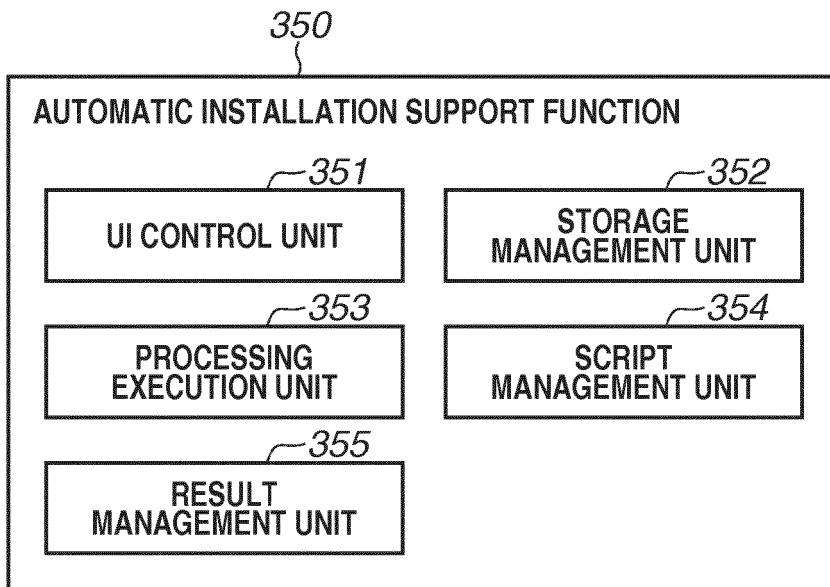 350
AUTOMATIC INSTALLATION SUPPORT FUNCTION
351
UI CONTROL UNIT
352
STORAGE
MANAGEMENT UNIT
353
PROCESSING
EXECUTION UNIT
354
SCRIPT
MANAGEMENT UNIT
355
RESULT
MANAGEMENT UNIT